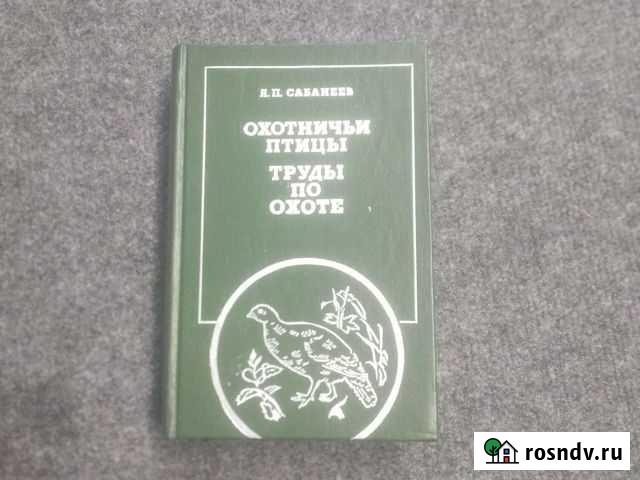 Л.П. САБАНЕЕВ
ОХОТНИЧЬИ
ПТИЦЫ
ТРУДЫ
ПО
ОХОТЕ
rosndv.ru